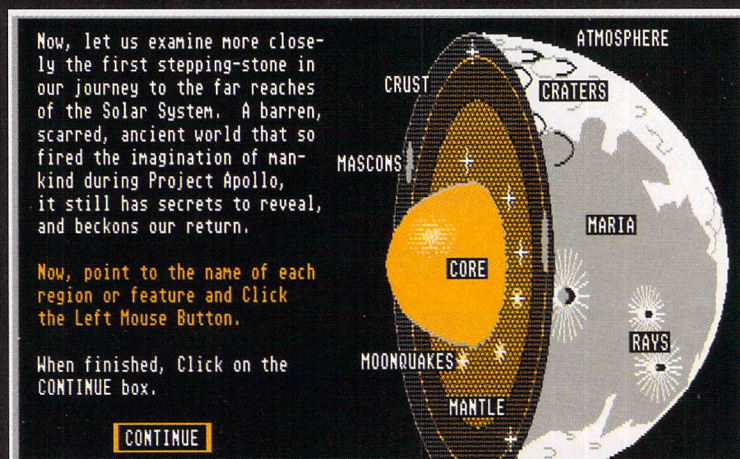 Now, let us examine more close-
ly the first stepping-stone in
our journey to the far reaches
of the Solar System.  A barren,
scarred, ancient world that so
fired the imagination of man-
kind during Project Apollo,
it still has secrets to reveal,
and beckons our return.
Now, point to the name of each
region or feature and Click
the Left Mouse Button.
When finished, Click on the
CONTINUE box.
CONTINUE
ATMOSPHERE
CRUST
CRATERS
MASCONS
MARIA
CORE
RAYS
MOONQUAKES
MANTLE